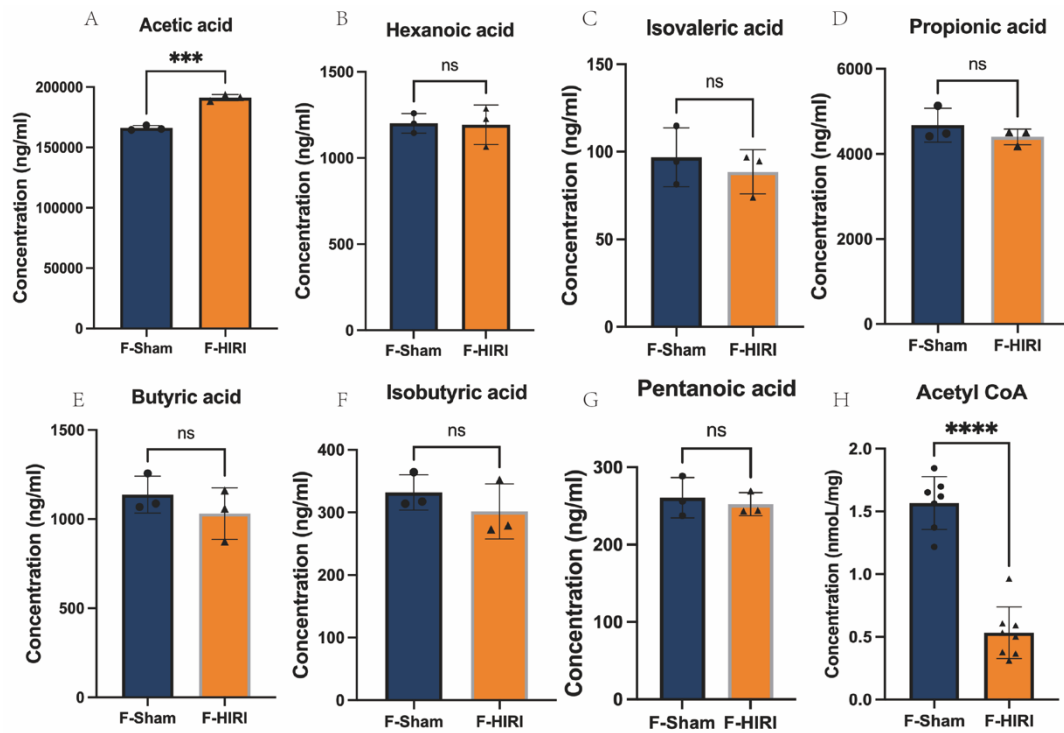 A
Acetic acid
***
Concentration (ng/ml)
200000
150000
100000
50000
0
F-Sham F-HIRI
B
Hexanoic acid
ns
Concentration (ng/ml)
1500
1000
500
0
F-Sham F-HIRI
C
Isovaleric acid
ns
Concentration (ng/ml)
150
100
50
0
F-Sham F-HIRI
D
Propionic acid
ns
Concentration (ng/ml)
6000
4000
2000
0
F-Sham F-HIRI
E
Butyric acid
ns
Concentration (ng/ml)
1500
1000
500
0
F-Sham F-HIRI
F
Isobutyric acid
ns
Concentration (ng/ml)
400
300
200
100
0
F-Sham F-HIRI
G
Pentanoic acid
ns
Concentration (ng/ml)
300
200
100
0
F-Sham F-HIRI
H
Acetyl CoA
****
Concentration (nmoL/mg)
2.0
1.5
1.0
0.5
0.0
F-Sham F-HIRI